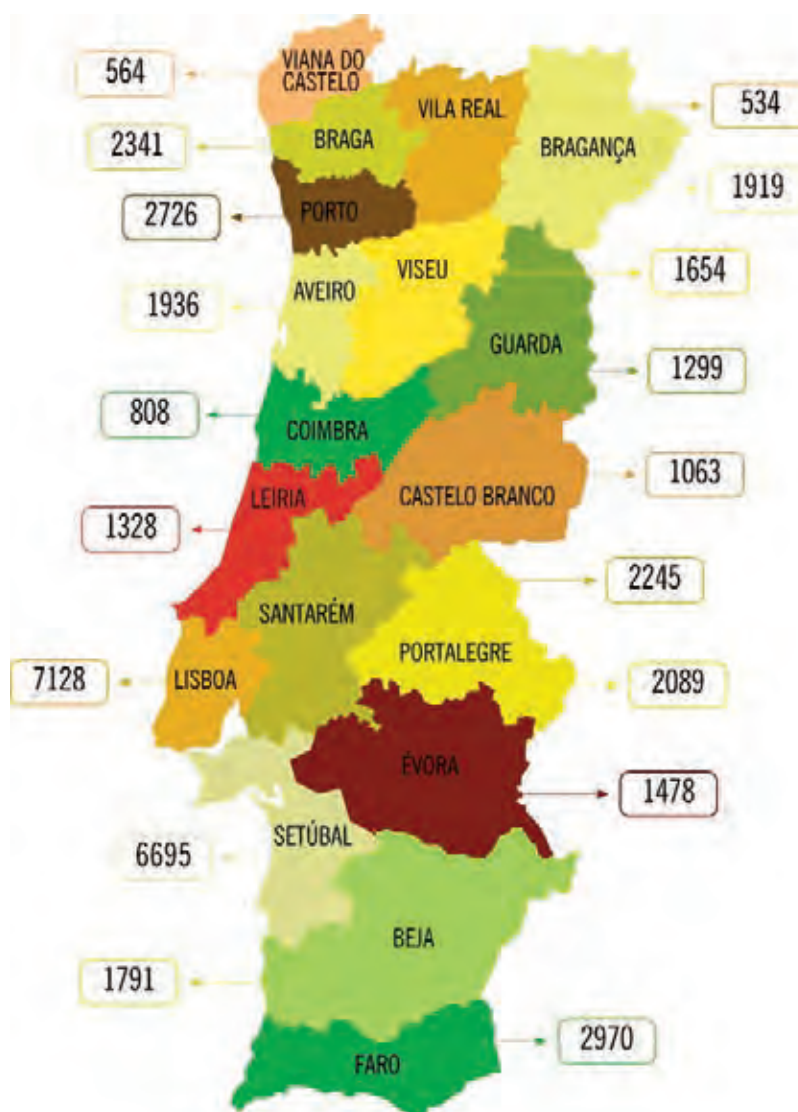 VIANA DO
CASTELO
564
VILA REAL
534
BRAGA
2341
BRAGANÇA
1919
PORTO
2726
VISEU
1654
AVEIRO
1936
GUARDA
1299
808
COIMBRA
CASTELO BRANCO
1063
LEIRIA
1328
2245
SANTARÉM
PORTALEGRE
2089
7128
LISBOA
ÉVORA
1478
SETÚBAL
6695
BEJA
1791
2970
FARO